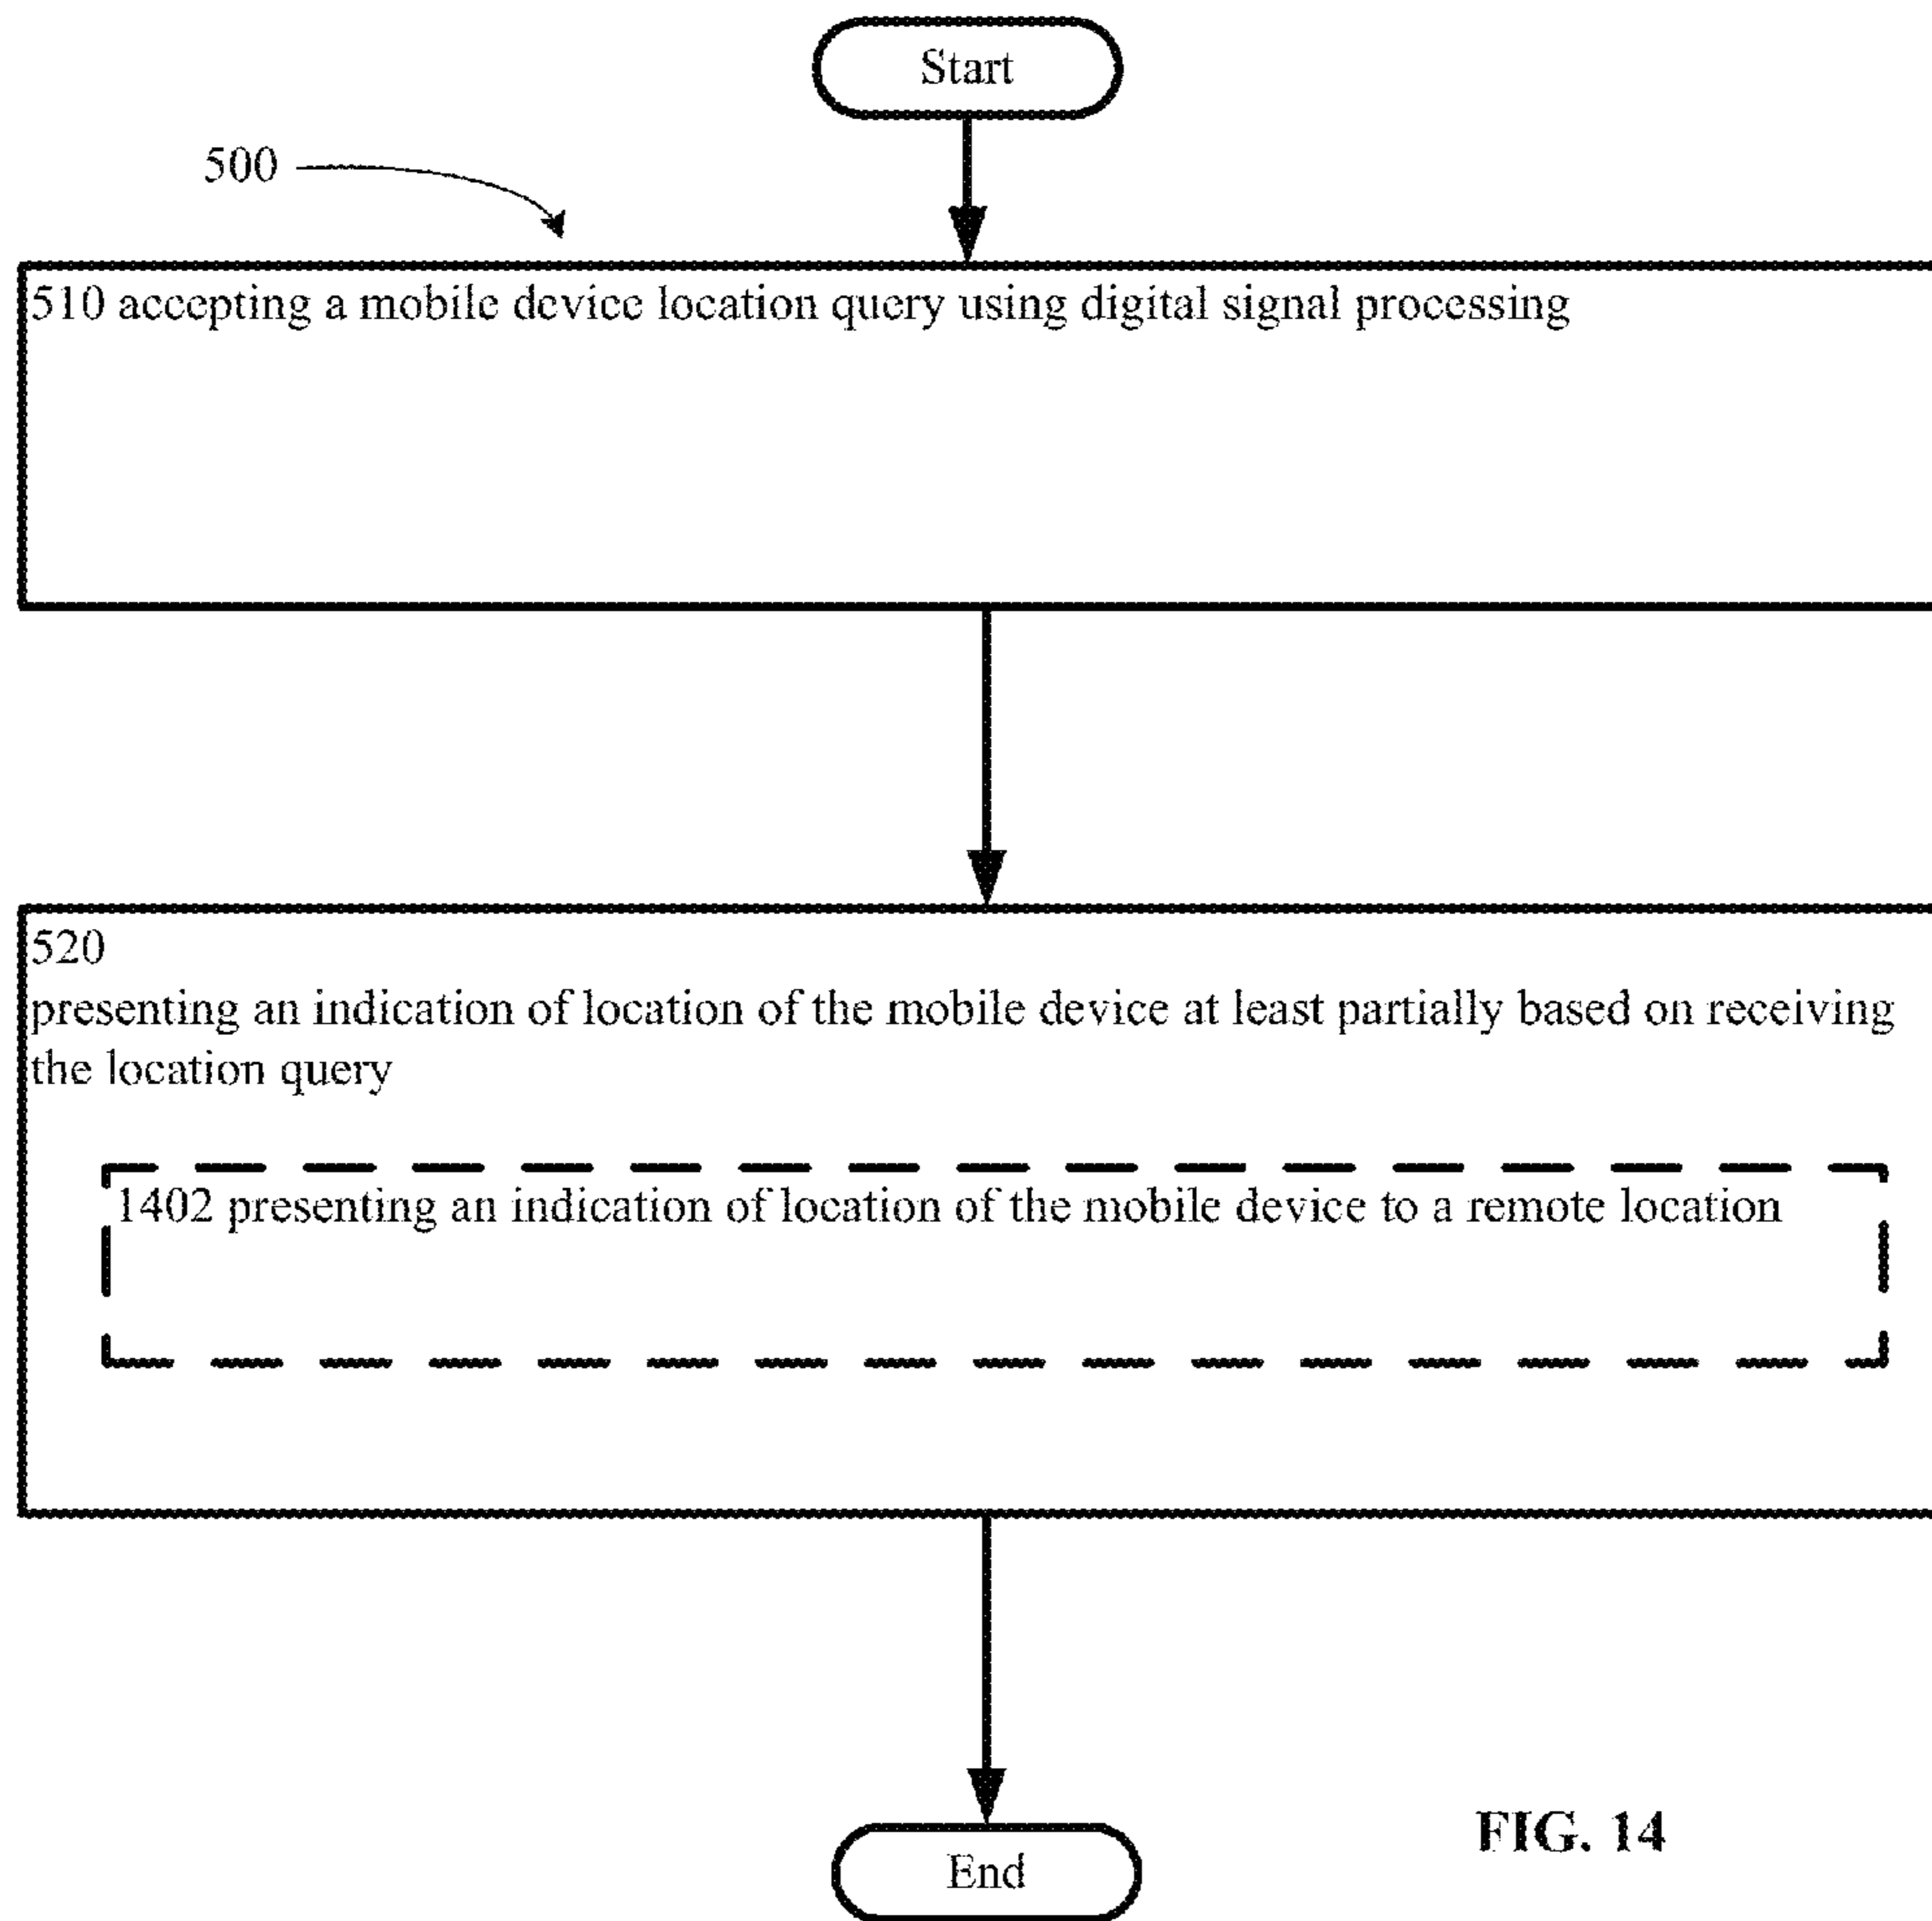 Start
500
510 accepting a mobile device location query using digital signal processing
520
presenting an indication of location of the mobile device at least partially based on receiving
the location query
1402 presenting an indication of location of the mobile device to a remote location
End
FIG. 14